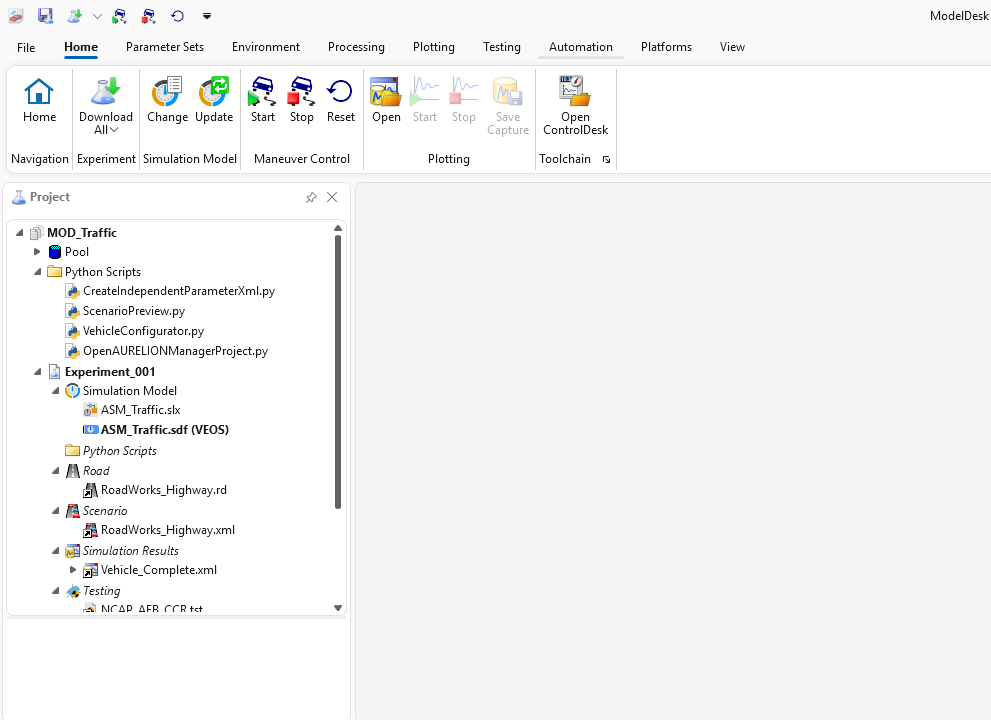 ModelDesk
File Home Parameter Sets Environment Processing Plotting Testing Automation Platforms View
Home
Download All
Change
Update
Start
Stop
Reset
Open
Start
Stop
Save Capture
Open ControlDesk
Navigation Experiment Simulation Model Maneuver Control Plotting Toolchain
Project
MOD_Traffic
Pool
Python Scripts
CreateIndependentParameterXml.py
ScenarioPreview.py
VehicleConfigurator.py
OpenAURELIONManagerProject.py
Experiment_001
Simulation Model
ASM_Traffic.slx
ASM_Traffic.sdf (VEOS)
Python Scripts
Road
RoadWorks_Highway.rd
Scenario
RoadWorks_Highway.xml
Simulation Results
Vehicle_Complete.xml
Testing
NCAP_AEB_CCR.tst